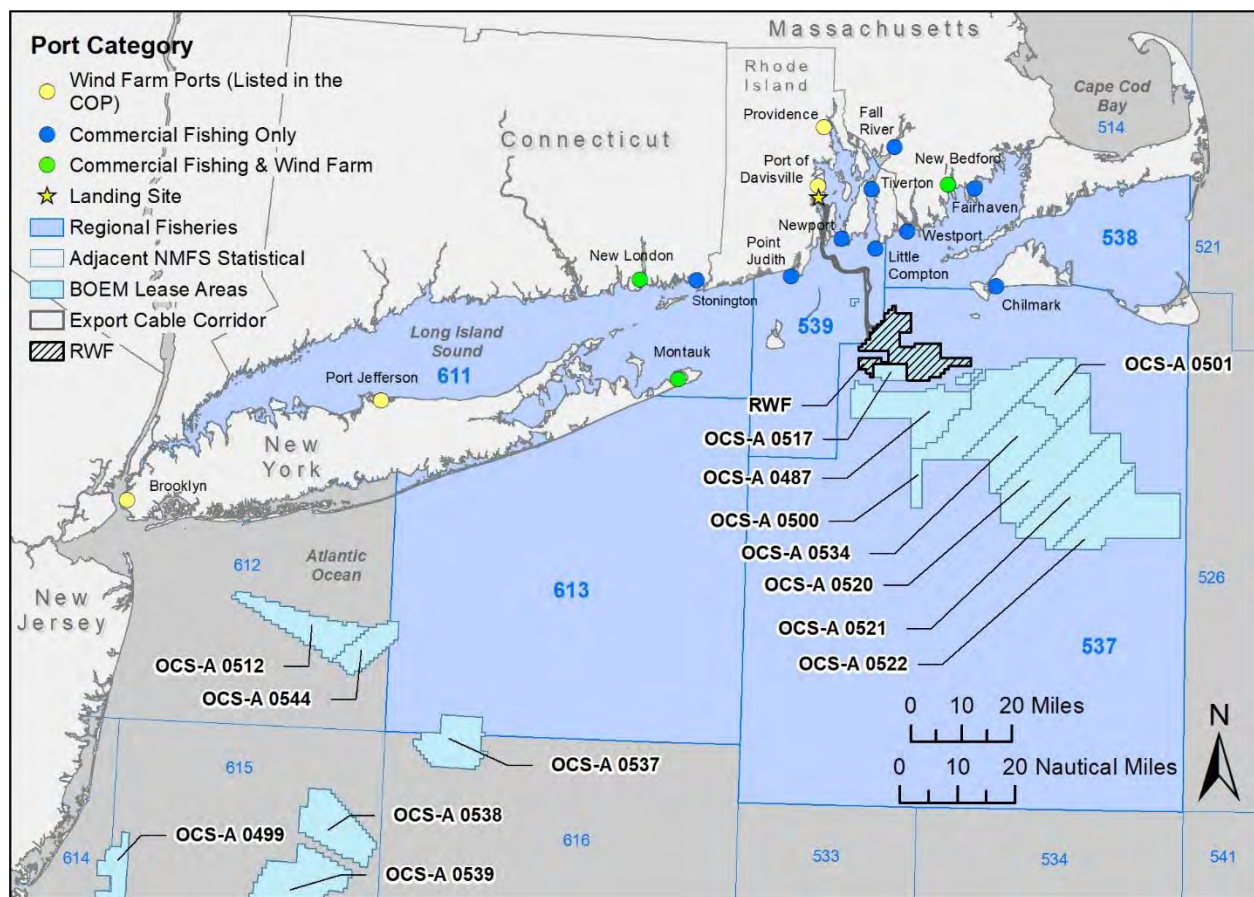 Port Category
Wind Farm Ports (Listed in the
COP)
Commercial Fishing Only
Commercial Fishing & Wind Farm
Landing Site
Regional Fisheries
Adjacent NMFS Statistical
BOEM Lease Areas
Export Cable Corridor
RWF
Massachusetts
Rhode
Island
Connecticut
Cape Cod
Bay
514
Providence
Fall
River
Port of
Davisville
New Bedford
Tiverton
Fairhaven
Newport
Westport
Little
Compton
Point
Judith
New London
Stonington
Chilmark
538
521
539
Long Island
Sound
611
Montauk
Port Jefferson
New
York
Brooklyn
RWF
OCS-A 0501
OCS-A 0517
OCS-A 0487
OCS-A 0500
OCS-A 0534
OCS-A 0520
OCS-A 0521
OCS-A 0522
526
537
Atlantic
Ocean
612
613
New
Jersey
OCS-A 0512
OCS-A 0544
OCS-A 0537
615
OCS-A 0538
OCS-A 0499
OCS-A 0539
614
616
533
534
541
0 10 20 Miles
0 10 20 Nautical Miles
N